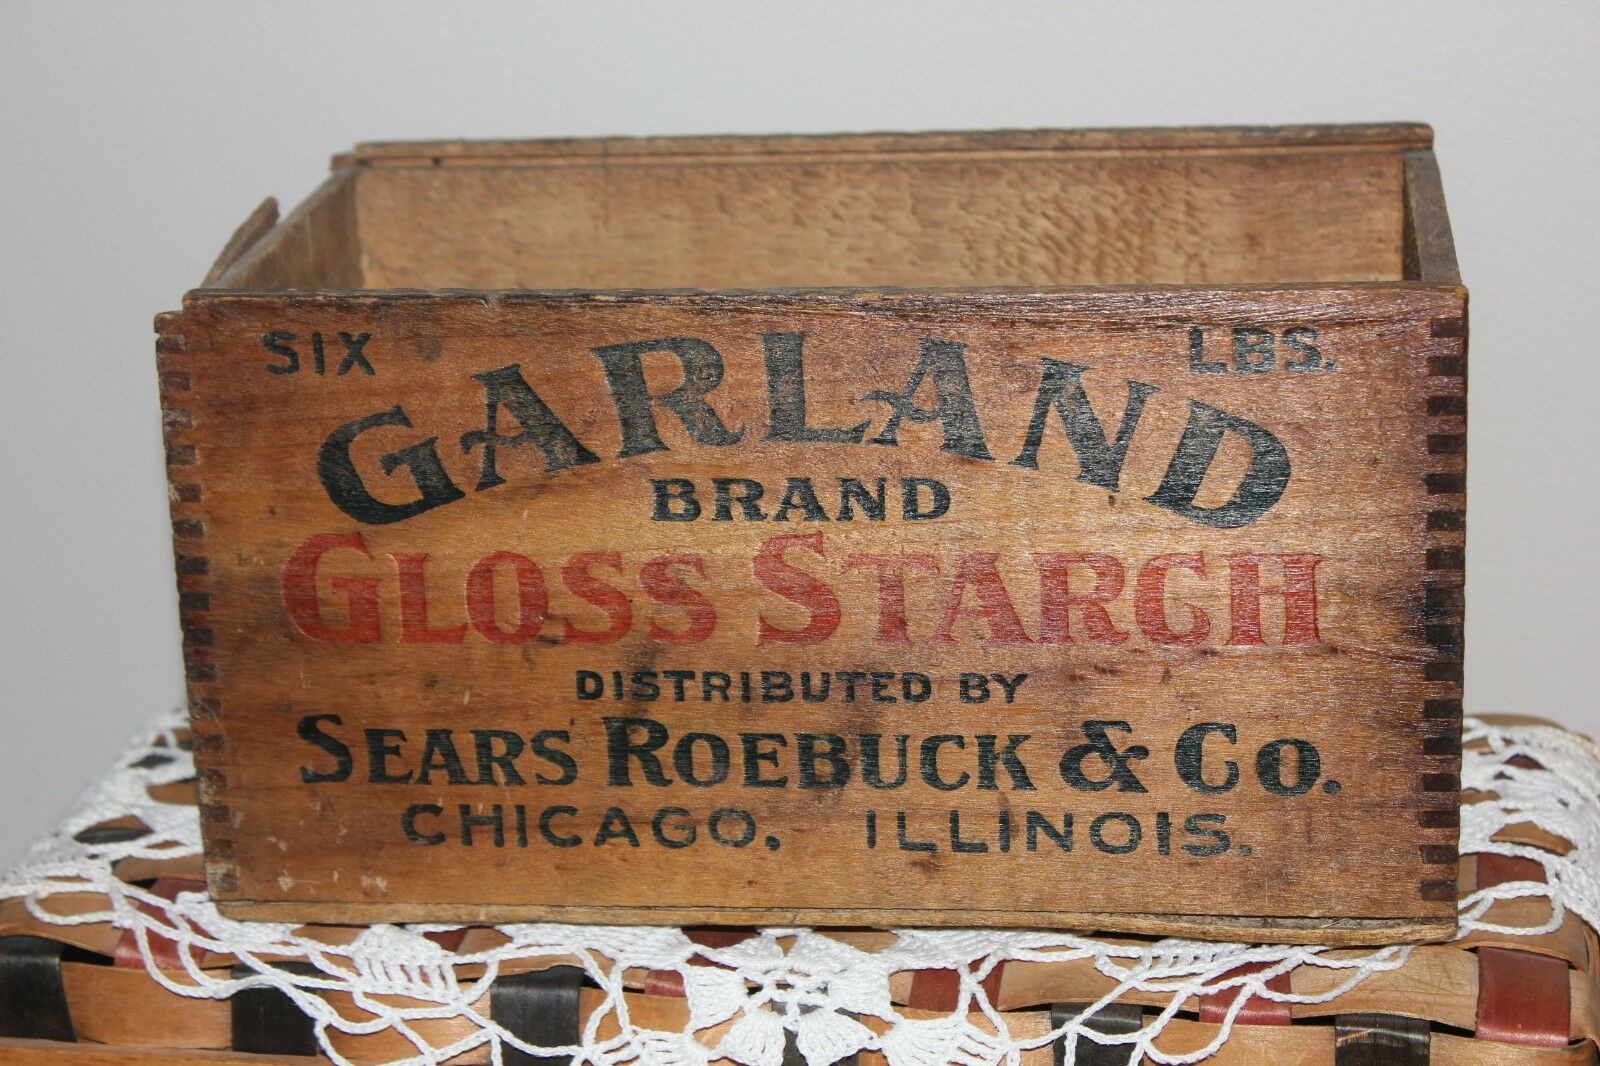 SIX LBS.
GARLAND
BRAND
GLOSS STARCH
DISTRIBUTED BY
SEARS ROEBUCK & CO.
CHICAGO, ILLINOIS.